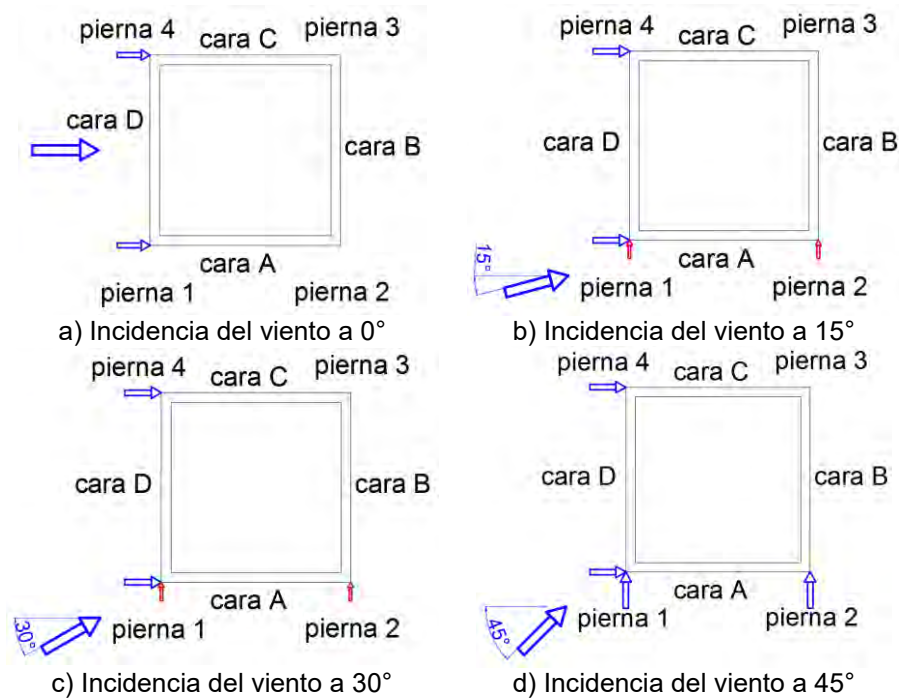 pierna 4 cara C pierna 3
cara D
cara B
cara A
pierna 1 pierna 2
a) Incidencia del viento a 0°
pierna 4 cara C pierna 3
cara D cara B
cara A
15°
pierna 1 pierna 2
b) Incidencia del viento a 15°
pierna 4 cara C pierna 3
cara D cara B
cara A
30°
pierna 1 pierna 2
c) Incidencia del viento a 30°
pierna 4 cara C pierna 3
cara D cara B
cara A
45°
pierna 1 pierna 2
d) Incidencia del viento a 45°